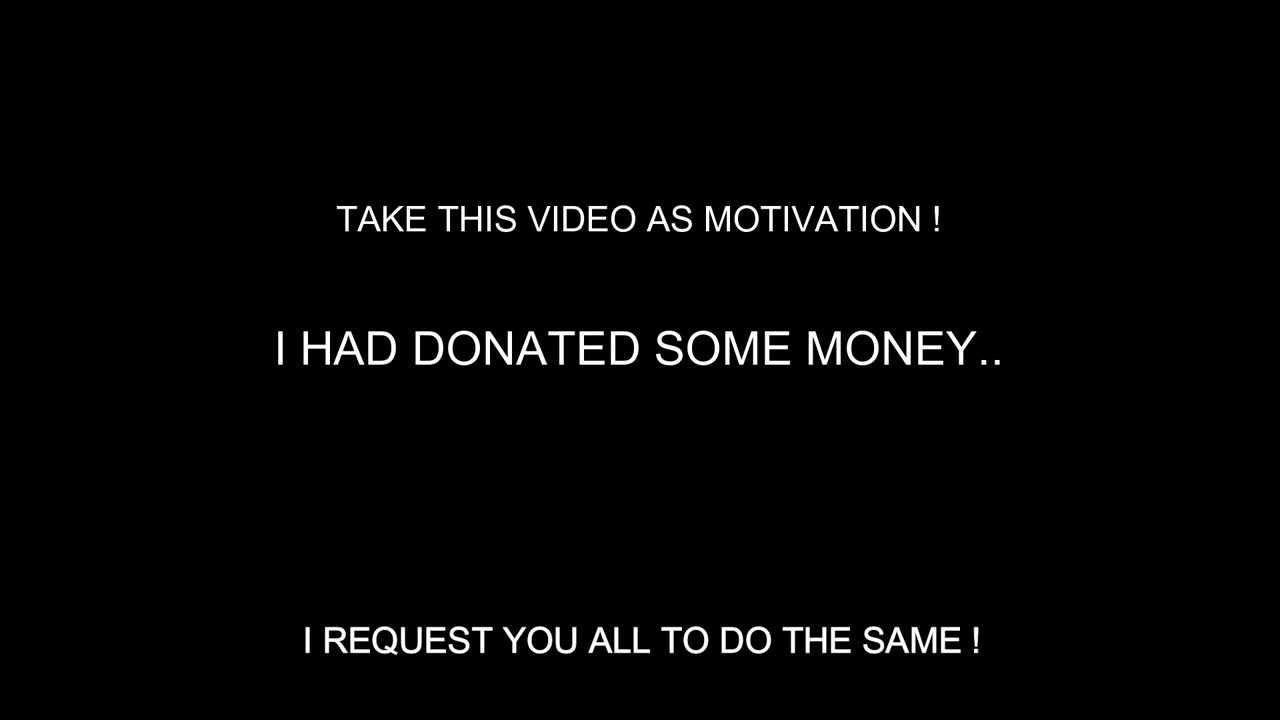 TAKE THIS VIDEO AS MOTIVATION !
I HAD DONATED SOME MONEY..
I REQUEST YOU ALL TO DO THE SAME !